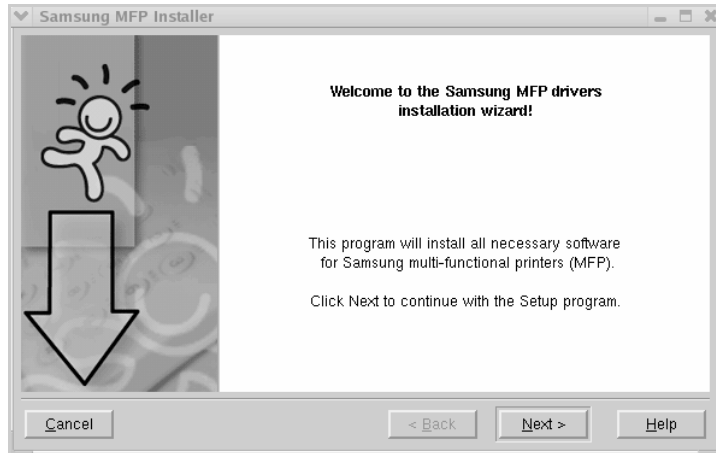 Samsung MFP Installer
Welcome to the Samsung MFP drivers
installation wizard!
This program will install all necessary software
for Samsung multi-functional printers (MFP).
Click Next to continue with the Setup program.
Cancel
< Back
Next >
Help